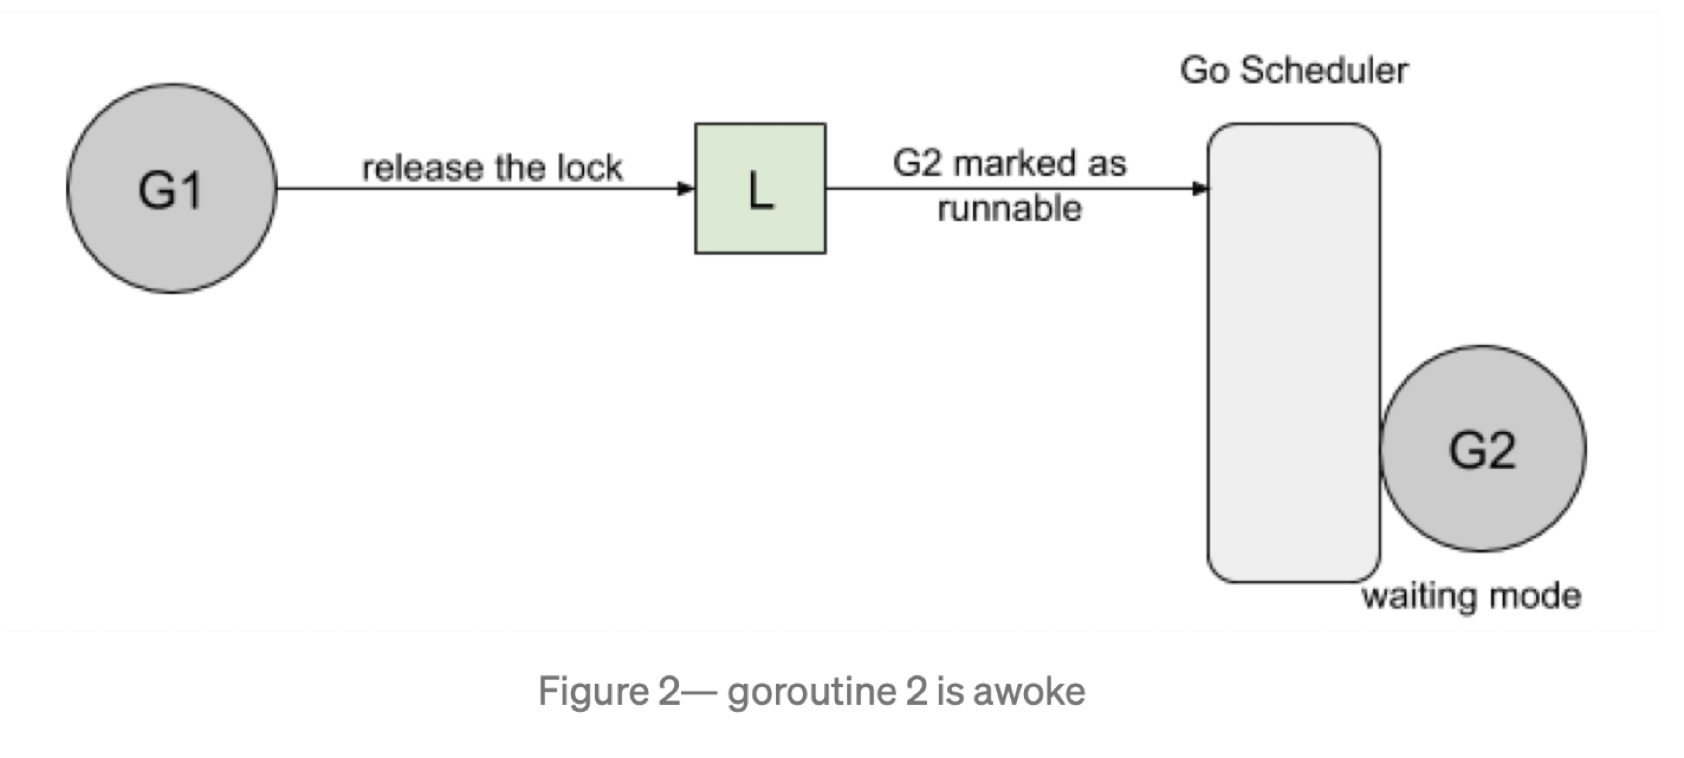 Go Scheduler
G1
release the lock
L
G2 marked as
runnable
G2
waiting mode
Figure 2— goroutine 2 is awoke